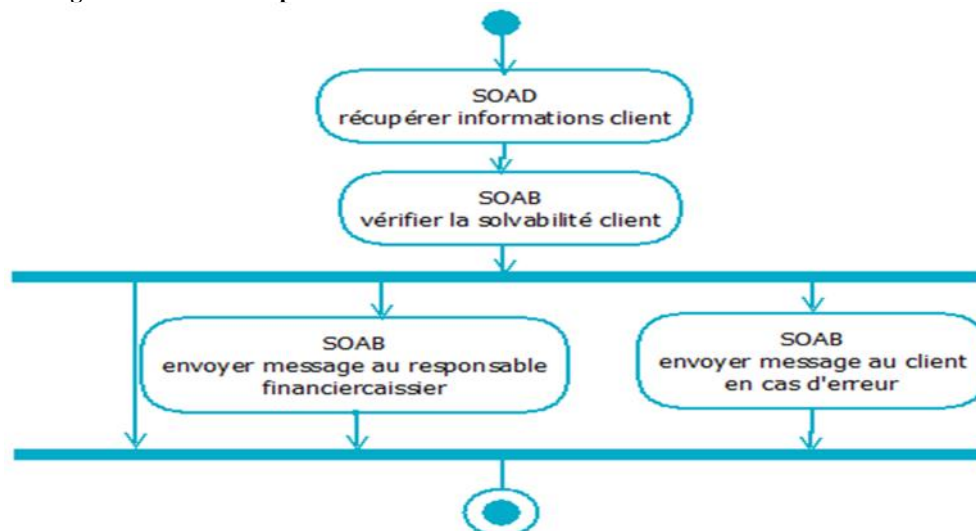 SOAD
récupérer informations client
SOAB
vérifier la solvabilité client
SOAB
envoyer message au responsable
financiercaissier
SOAB
envoyer message au client
en cas d'erreur